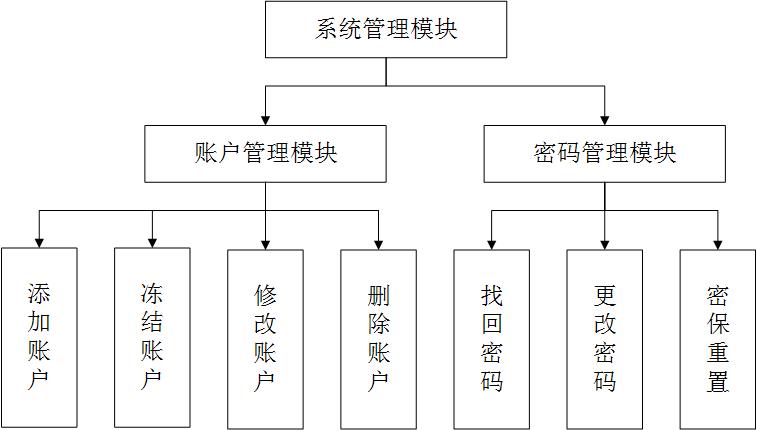 系统管理模块
账户管理模块
密码管理模块
添加账户
冻结账户
修改账户
删除账户
找回密码
更改密码
密保重置